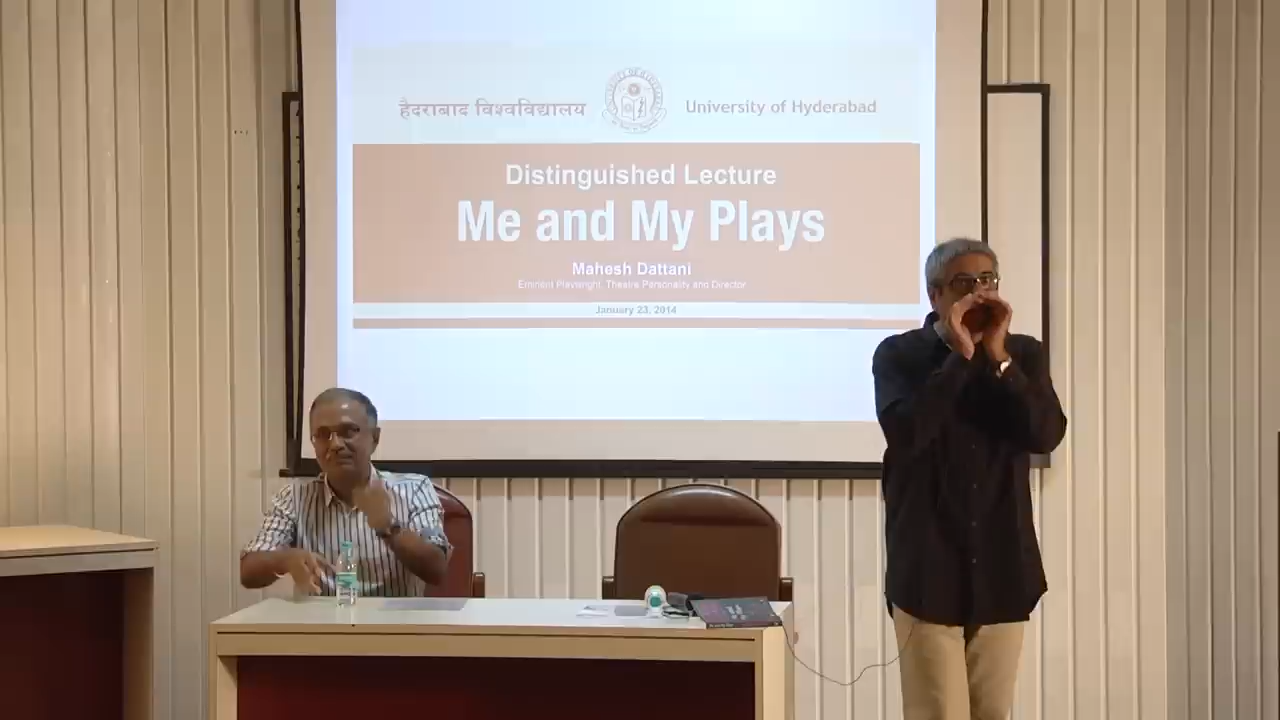 हैदराबाद विश्वविद्यालय
University of Hyderabad
Distinguished Lecture
Me and My Plays
Mahesh Dattani
Eminent Playwright, Theatre Personality and Director
January 23, 2014